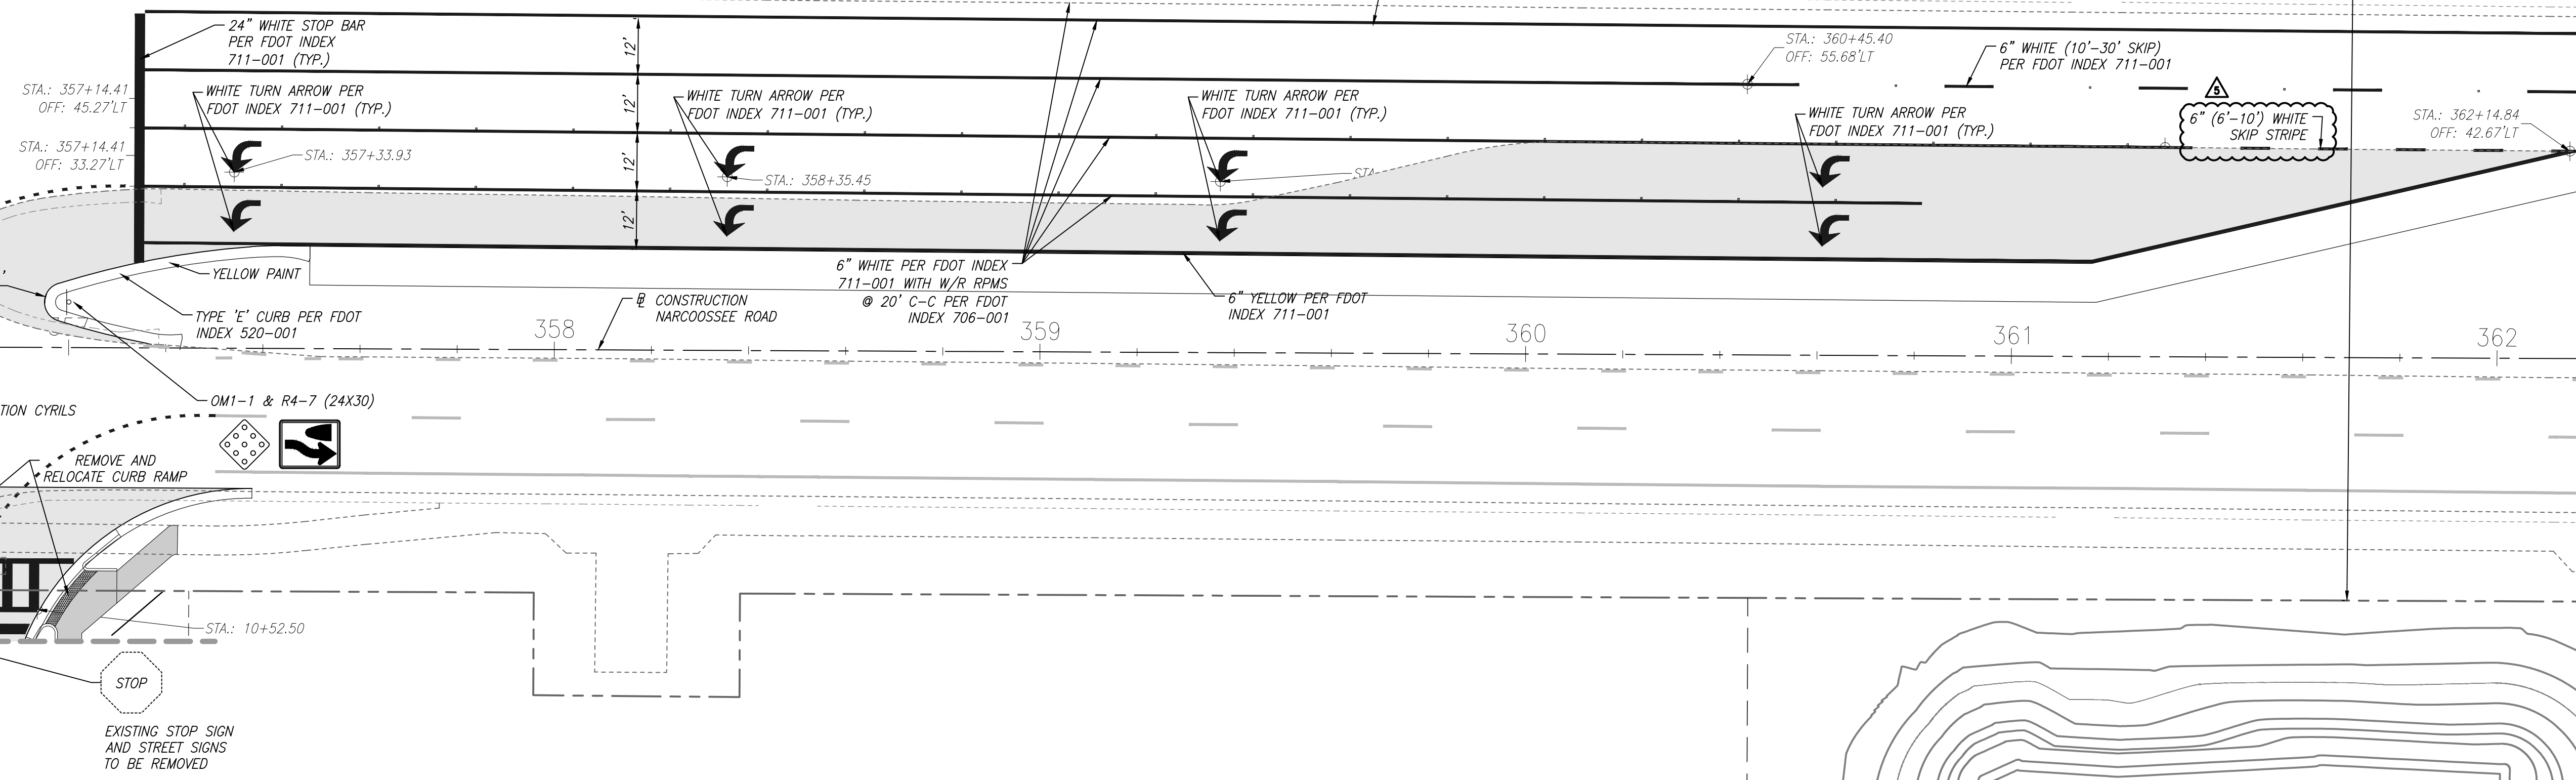 24" WHITE STOP BAR
PER FDOT INDEX
711-001 (TYP.)
STA.: 357+14.41
OFF: 45.27'LT
STA.: 357+14.41
OFF: 33.27'LT
WHITE TURN ARROW PER
FDOT INDEX 711-001 (TYP.)
STA.: 357+33.93
12'
12'
12'
12'
WHITE TURN ARROW PER
FDOT INDEX 711-001 (TYP.)
STA.: 358+35.45
WHITE TURN ARROW PER
FDOT INDEX 711-001 (TYP.)
STA
STA.: 360+45.40
OFF: 55.68'LT
6" WHITE (10'-30' SKIP)
PER FDOT INDEX 711-001
WHITE TURN ARROW PER
FDOT INDEX 711-001 (TYP.)
5
6" (6'-10') WHITE
SKIP STRIPE
STA.: 362+14.84
OFF: 42.67'LT
YELLOW PAINT
TYPE 'E' CURB PER FDOT
INDEX 520-001
6" WHITE PER FDOT INDEX
711-001 WITH W/R RPMS
@ 20' C-C PER FDOT
INDEX 706-001
6" YELLOW PER FDOT
INDEX 711-001
BL CONSTRUCTION
NARCOOSSEE ROAD
358
359
360
361
362
OM1-1 & R4-7 (24X30)
TION CYRILS
REMOVE AND
RELOCATE CURB RAMP
STA.: 10+52.50
STOP
EXISTING STOP SIGN
AND STREET SIGNS
TO BE REMOVED